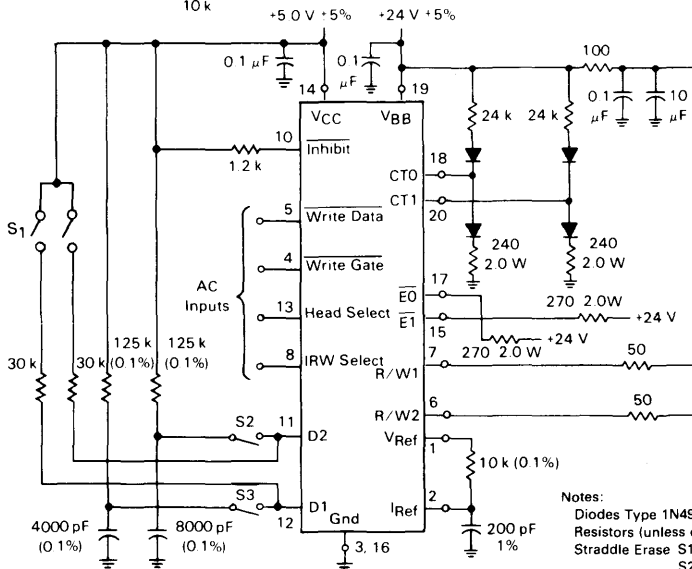 10 k
+5.0 V +5%
+24 V +5%
0.1 µF
0.1 µF
100
0.1 µF
10 µF
14
19
VCC
VBB
24 k
24 k
10
Inhibit
1.2 k
18
CT0
CT1
20
S1
5
Write Data
4
Write Gate
AC Inputs
13
Head Select
8
IRW Select
240
2.0 W
240
2.0 W
17
E0
E1
15
270 2.0W
+24 V
+24 V
270 2.0 W
7
R/W1
50
6
R/W2
50
30 k
30 k
125 k
(0.1%)
125 k
(0.1%)
S2
11
D2
VRef
1
10 k (0.1%)
S3
D1
12
2
IRef
Gnd
3, 16
4000 pF
(0.1%)
8000 pF
(0.1%)
200 pF
1%
Notes:
Diodes Type 1N49
Resistors (unless
Straddle Erase S1
S2